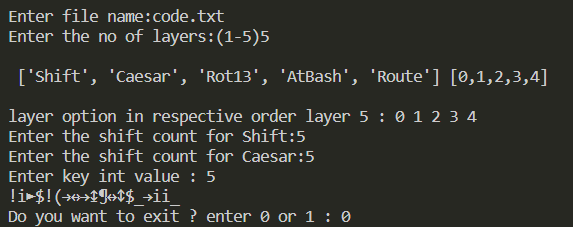 Enter file name:code.txt
Enter the no of layers:(1-5)5
['Shift', 'Caesar', 'Rot13', 'AtBash', 'Route'] [0,1,2,3,4]
layer option in respective order layer 5 : 0 1 2 3 4
Enter the shift count for Shift:5
Enter the shift count for Caesar:5
Enter key int value : 5
!i►$!(→↔→↨¶↔↕$_→ii_
Do you want to exit ? enter 0 or 1 : 0